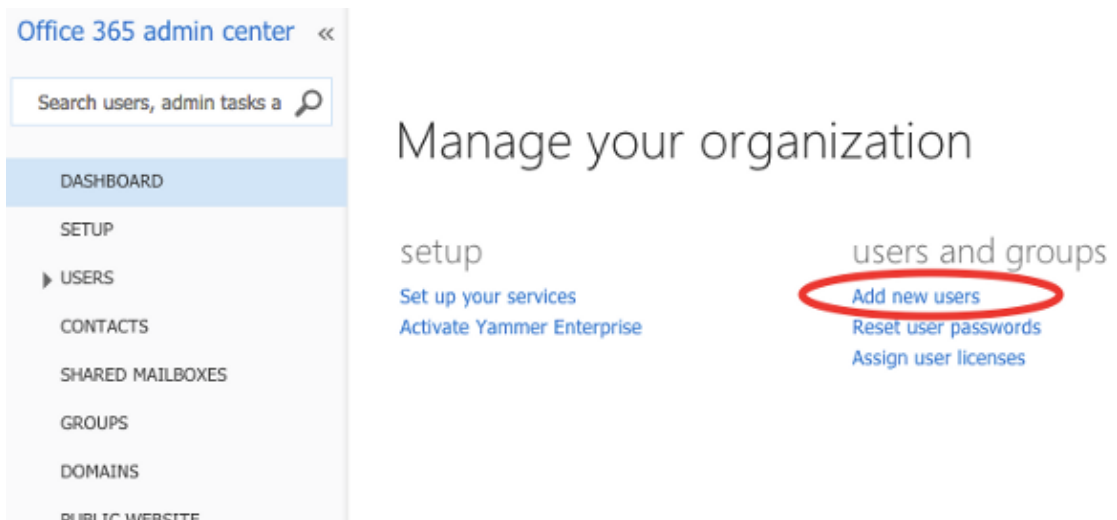 Office 365 admin center «
Search users, admin tasks a
DASHBOARD
SETUP
USERS
CONTACTS
SHARED MAILBOXES
GROUPS
DOMAINS
PUBLIC WEBSITE
Manage your organization
setup
Set up your services
Activate Yammer Enterprise
users and groups
Add new users
Reset user passwords
Assign user licenses